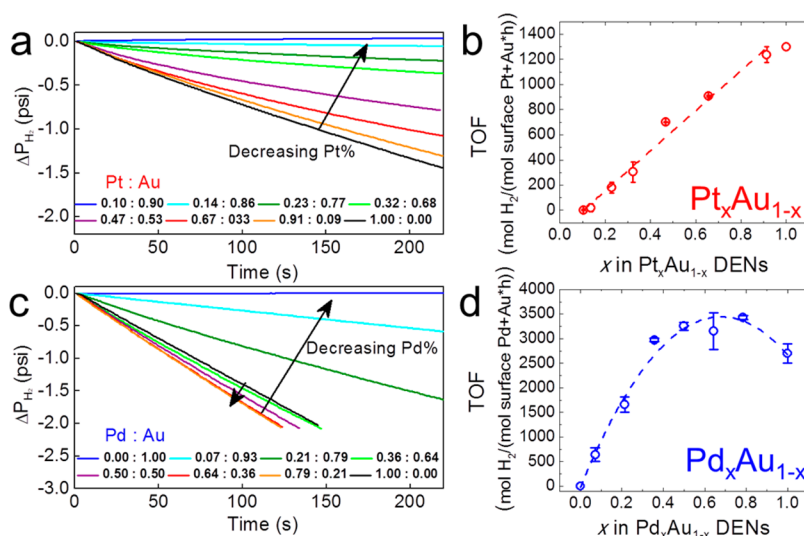 a
0.0
-0.5
-1.0
-1.5
-2.0
ΔP_H₂ (psi)
Decreasing Pt%
Pt : Au
0.10 : 0.90 0.14 : 0.86 0.23 : 0.77 0.32 : 0.68
0.47 : 0.53 0.67 : 033 0.91 : 0.09 1.00 : 0.00
0 50 100 150 200
Time (s)
b
1400
1200
1000
800
600
400
200
0
TOF
(mol H₂/(mol surface Pt+Au*h))
PtₓAu₁₋ₓ
0.0 0.2 0.4 0.6 0.8 1.0
x in PtₓAu₁₋ₓ DENs
c
0.0
-0.5
-1.0
-1.5
-2.0
-2.5
-3.0
ΔP_H₂ (psi)
Decreasing Pd%
Pd : Au
0.00 : 1.00 0.07 : 0.93 0.21 : 0.79 0.36 : 0.64
0.50 : 0.50 0.64 : 0.36 0.79 : 0.21 1.00 : 0.00
0 50 100 150 200
Time (s)
d
4000
3500
3000
2500
2000
1500
1000
500
0
TOF
(mol H₂/(mol surface Pd+Au*h))
PdₓAu₁₋ₓ
0.0 0.2 0.4 0.6 0.8 1.0
x in PdₓAu₁₋ₓ DENs